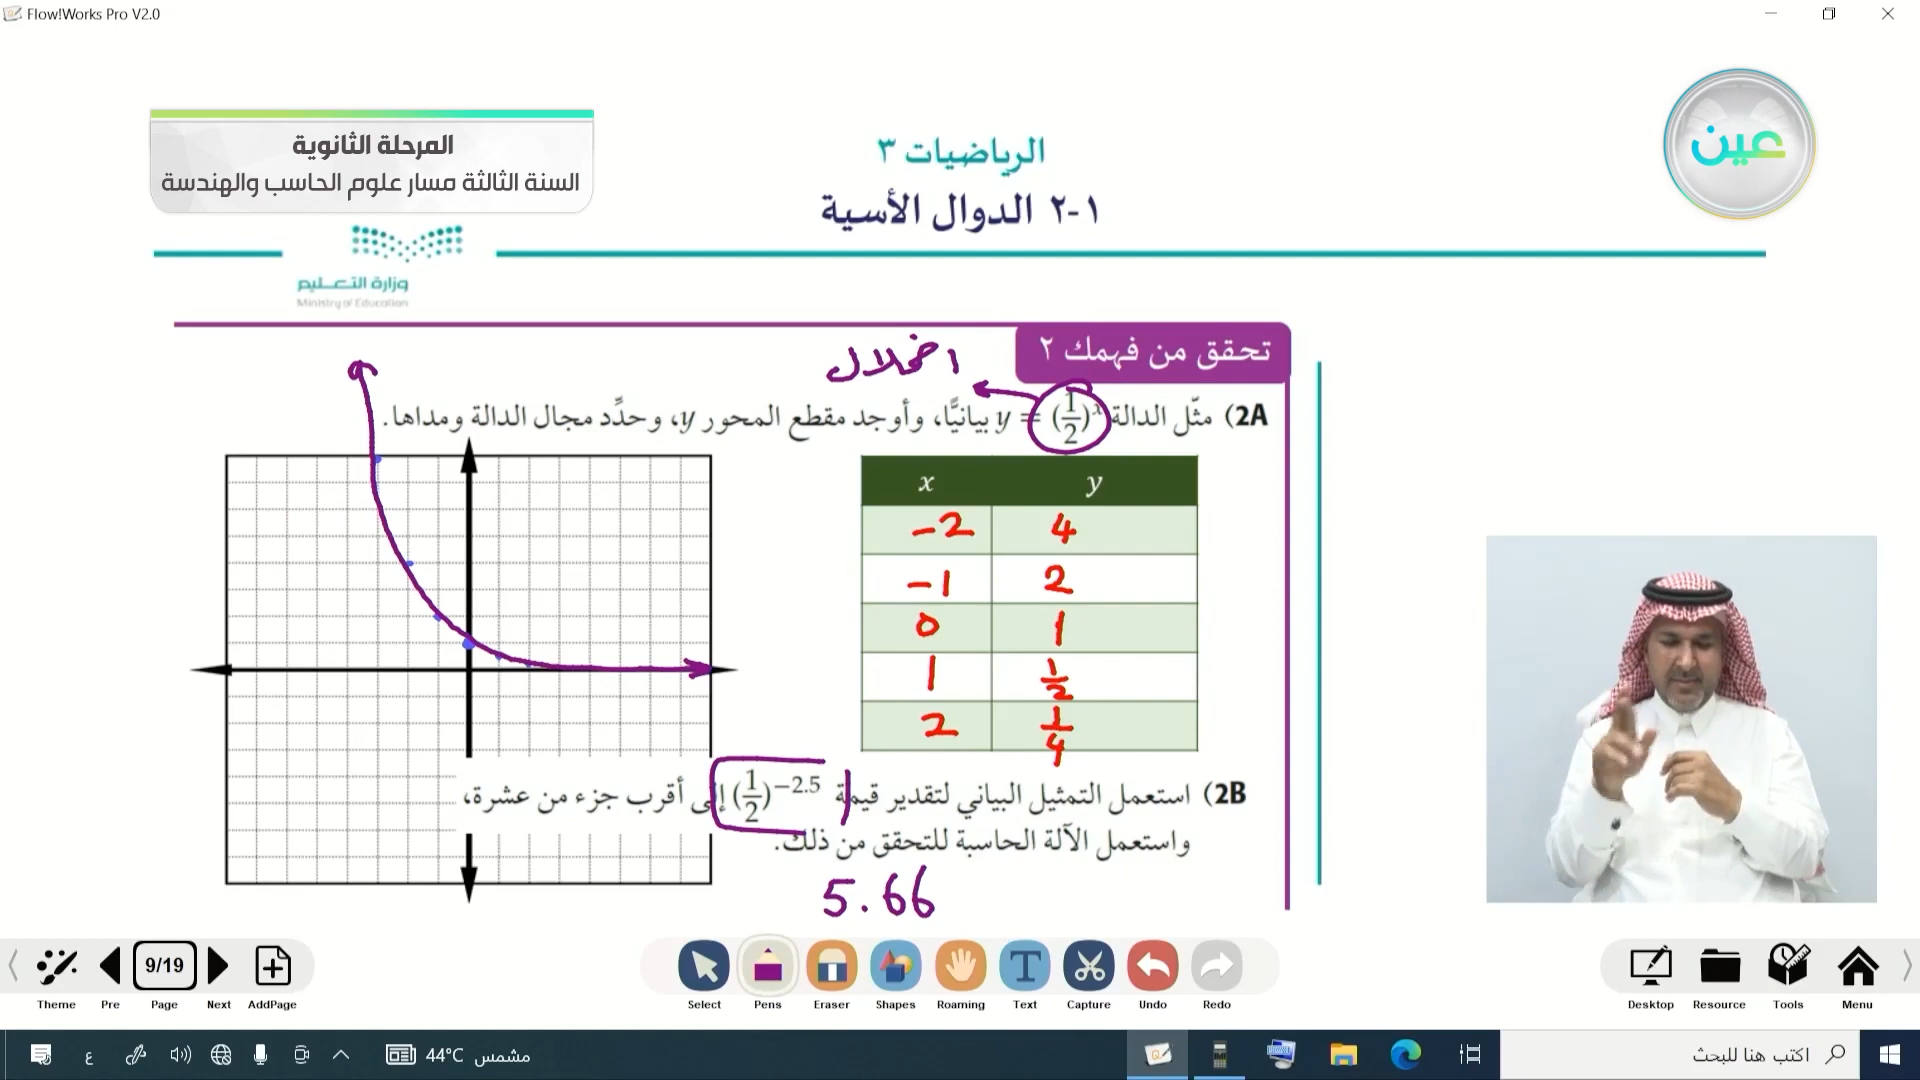 Flow!Works Pro V2.0
المرحلة الثانوية
السنة الثالثة مسار علوم الحاسب والهندسة
الرياضيات ٣
٢-١ الدوال الأسية
عين
وزارة التعـليم
Ministry of Education
تحقق من فهمك ٢
اضمحلال
2A) مثّل الدالة y = (1/2)^x بيانيًّا، وأوجد مقطع المحور y، وحدِّد مجال الدالة ومداها.
x y
-2 4
-1 2
0 1
1 1/2
2 1/4
2B) استعمل التمثيل البياني لتقدير قيمة (1/2)^−2.5 إلى أقرب جزء من عشرة،
واستعمل الآلة الحاسبة للتحقق من ذلك.
5.66
9/19
Theme Pre Page Next AddPage
T
Select Pens Eraser Shapes Roaming Text Capture Undo Redo
Desktop Resource Tools Menu
ع
44°C مشمس
اكتب هنا للبحث